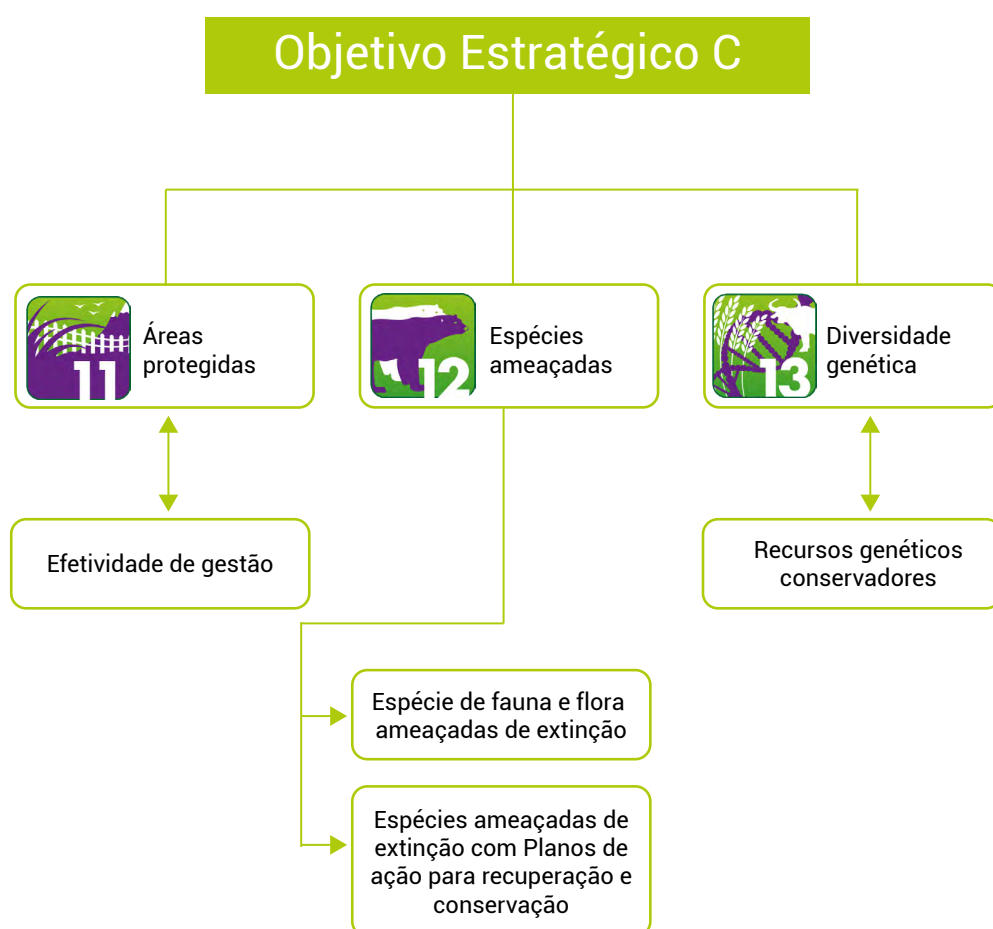 Objetivo Estratégico C
11
Áreas
protegidas
12
Espécies
ameaçadas
13
Diversidade
genética
Efetividade de gestão
Recursos genéticos
conservadores
Espécie de fauna e flora
ameaçadas de extinção
Espécies ameaçadas de
extinção com Planos de
ação para recuperação e
conservação